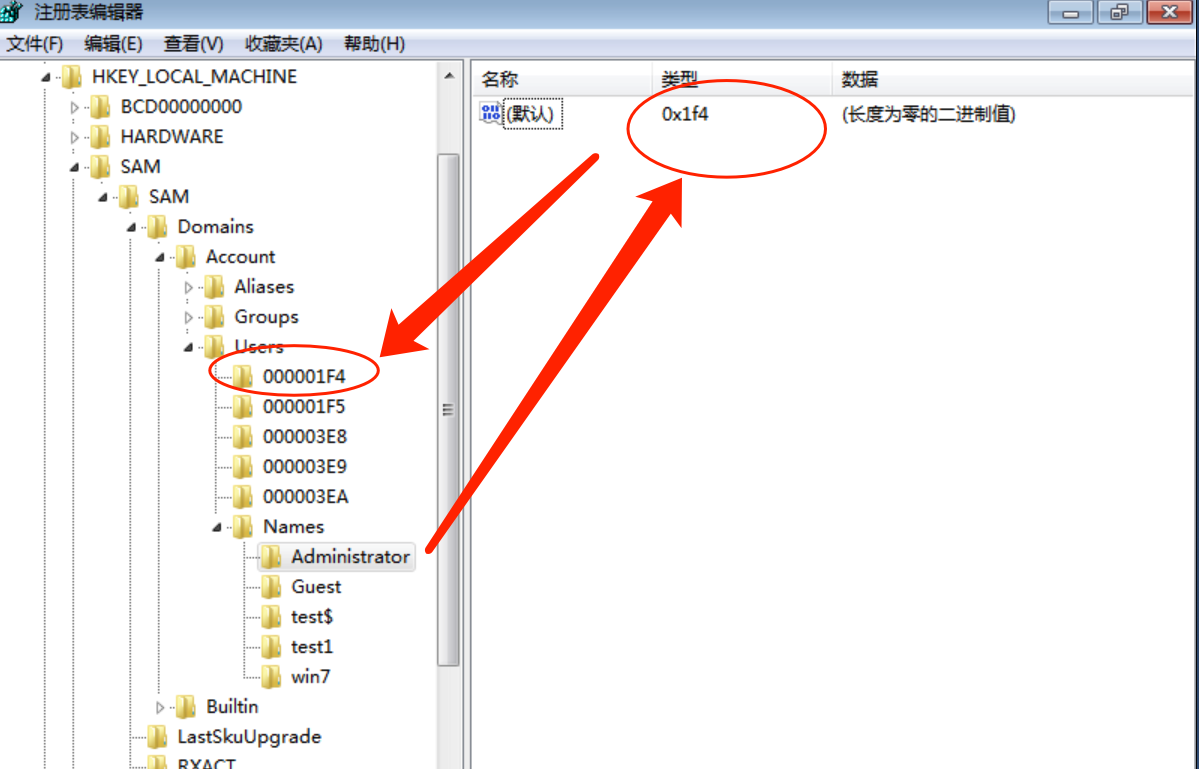 注册表编辑器
文件(F) 编辑(E) 查看(V) 收藏夹(A) 帮助(H)
HKEY_LOCAL_MACHINE
BCD00000000
HARDWARE
SAM
SAM
Domains
Account
Aliases
Groups
Users
000001F4
000001F5
000003E8
000003E9
000003EA
Names
Administrator
Guest
test$
test1
win7
Builtin
LastSkuUpgrade
RXACT
名称 类型 数据
(默认) 0x1f4 (长度为零的二进制值)